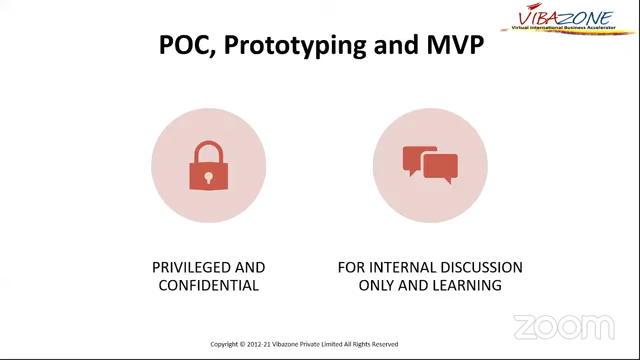 VIBAZONE
Virtual International Business Accelerator
POC, Prototyping and MVP
PRIVILEGED AND
CONFIDENTIAL
FOR INTERNAL DISCUSSION
ONLY AND LEARNING
zoom
Copyright © 2012-21 Vibazone Private Limited All Rights Reserved